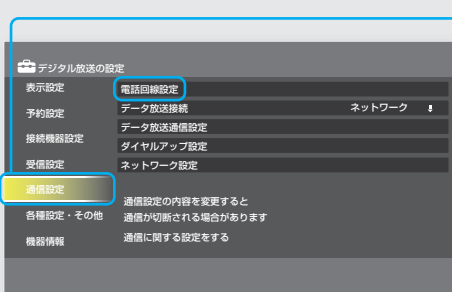 デジタル放送の設定
表示設定
予約設定
接続機器設定
受信設定
通信設定
各種設定・その他
機器情報
電話回線設定
データ放送接続 ネットワーク
データ放送通信設定
ダイヤルアップ設定
ネットワーク設定
通信設定の内容を変更すると
通信が切断される場合があります
通信に関する設定をする